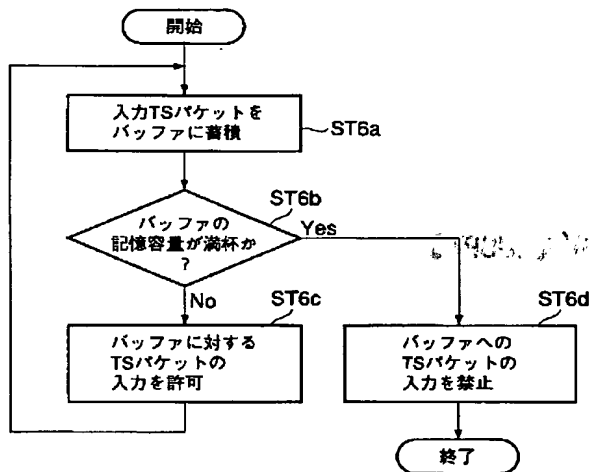 開始
入力TSパケットを
バッファに蓄積
ST6a
ST6b
バッファの
記憶容量が満杯か
?
Yes
No
ST6c
バッファに対する
TSパケットの
入力を許可
ST6d
バッファへの
TSパケットの
入力を禁止
終了